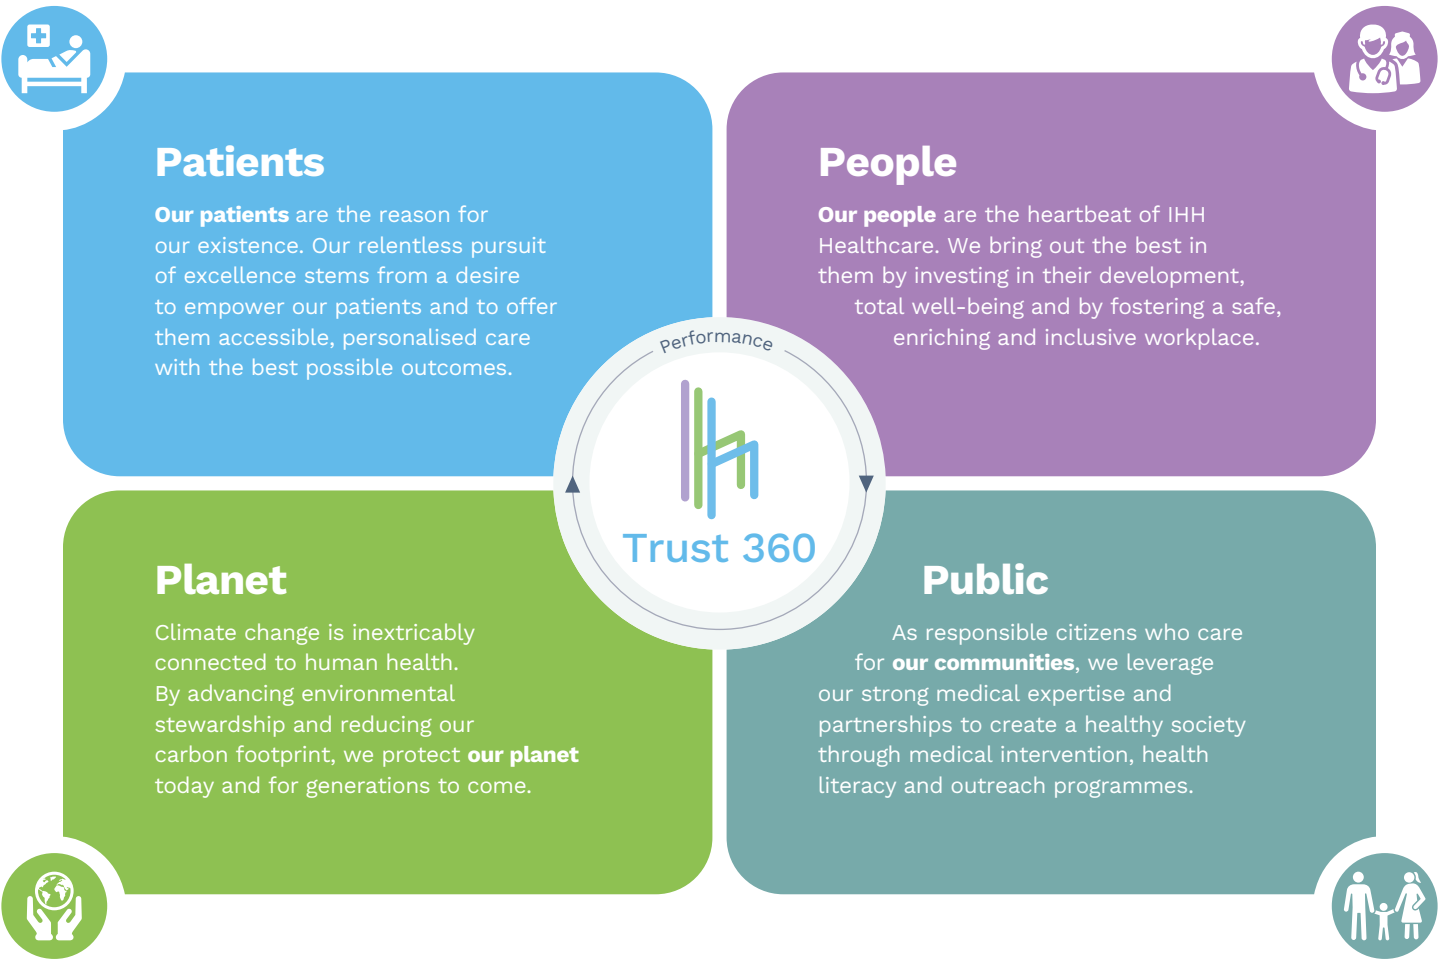 Patients
Our patients are the reason for
our existence. Our relentless pursuit
of excellence stems from a desire
to empower our patients and to offer
them accessible, personalised care
with the best possible outcomes.
People
Our people are the heartbeat of IHH
Healthcare. We bring out the best in
them by investing in their development,
total well-being and by fostering a safe,
enriching and inclusive workplace.
Performance
Trust 360
Planet
Climate change is inextricably
connected to human health.
By advancing environmental
stewardship and reducing our
carbon footprint, we protect our planet
today and for generations to come.
Public
As responsible citizens who care
for our communities, we leverage
our strong medical expertise and
partnerships to create a healthy society
through medical intervention, health
literacy and outreach programmes.